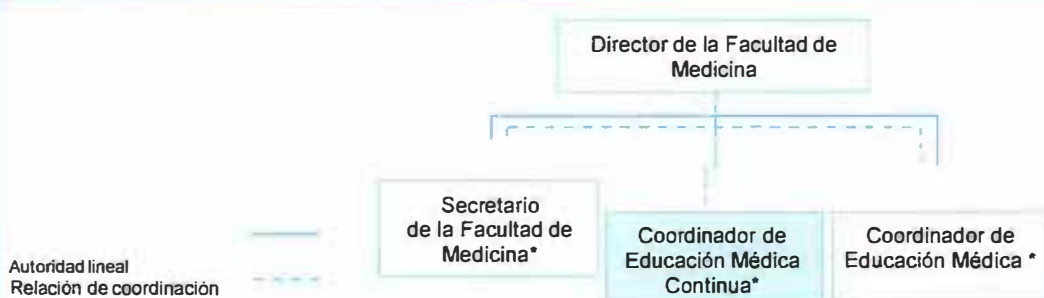 Director de la Facultad de
Medicina
Secretario
de la Facultad de
Medicina*
Coordinador de
Educación Médica
Continua*
Coordinador de
Educación Médica *
Autoridad lineal
Relación de coordinación